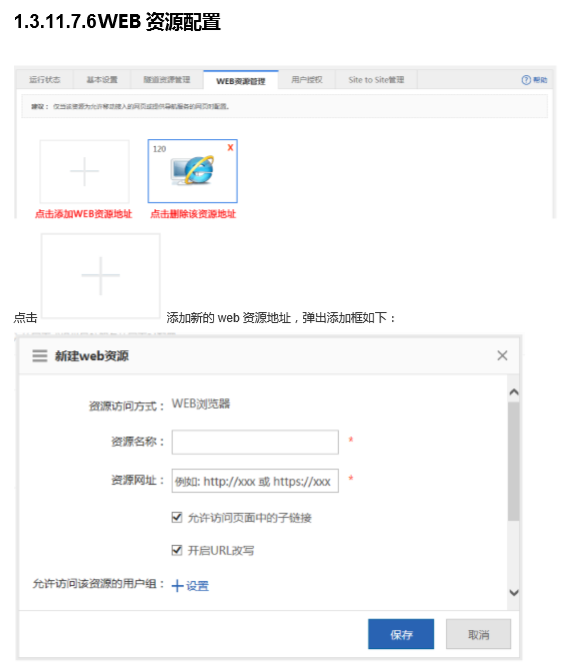 1.3.11.7.6WEB 资源配置
运行状态 基本设置 隧道资源管理 WEB资源管理 用户授权 Site to Site管理 ? 帮助
120 X
点击添加WEB资源地址 点击删除该资源地址
点击 添加新的 web 资源地址，弹出添加框如下：
新建web资源
资源访问方式： WEB浏览器
资源名称： *
资源网址： 例如: http://xxx 或 https://xxx *
允许访问页面中的子链接
开启URL改写
允许访问该资源的用户组： 设置
保存 取消